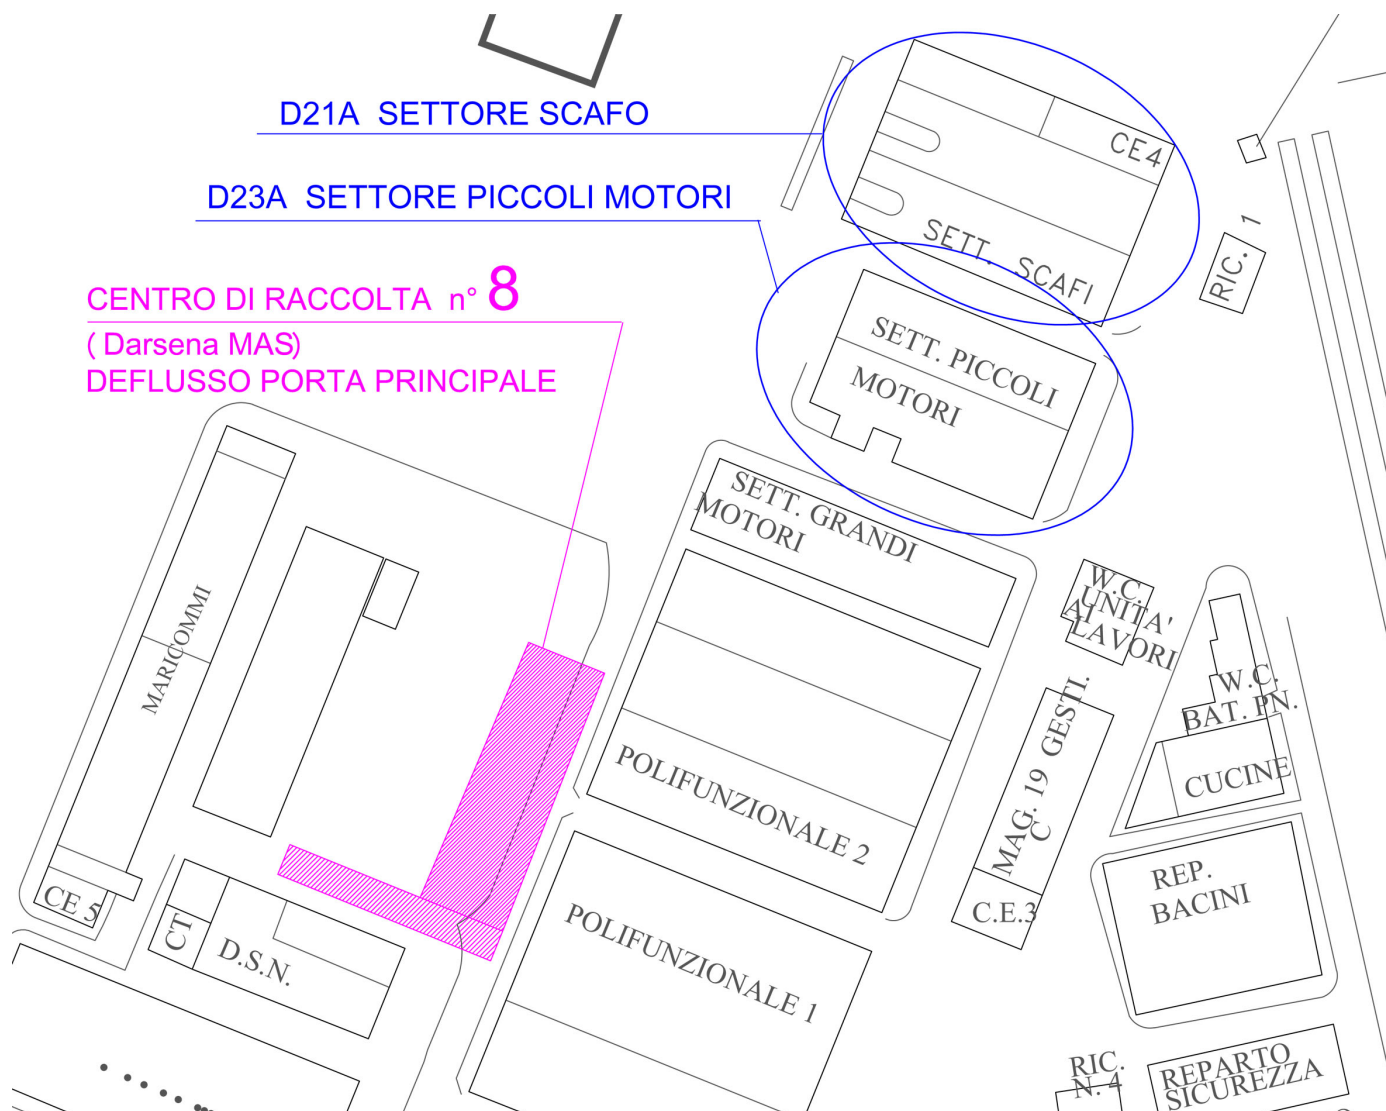 D21A SETTORE SCAFO
CE4
D23A SETTORE PICCOLI MOTORI
SETT. SCAFI
RIC. 1
CENTRO DI RACCOLTA n° 8
( Darsena MAS)
DEFLUSSO PORTA PRINCIPALE
SETT. PICCOLI
MOTORI
SETT. GRANDI
MOTORI
MARICOMMI
W.C.
UNITA'
AI
LAVORI
W.C.
BAT. PN.
CUCINE
MAG. 19 GESTI.
C
POLIFUNZIONALE 2
C.E.3
REP.
BACINI
CE 5
CT
D.S.N.
POLIFUNZIONALE 1
RIC.
N. 4
REPARTO
SICUREZZA